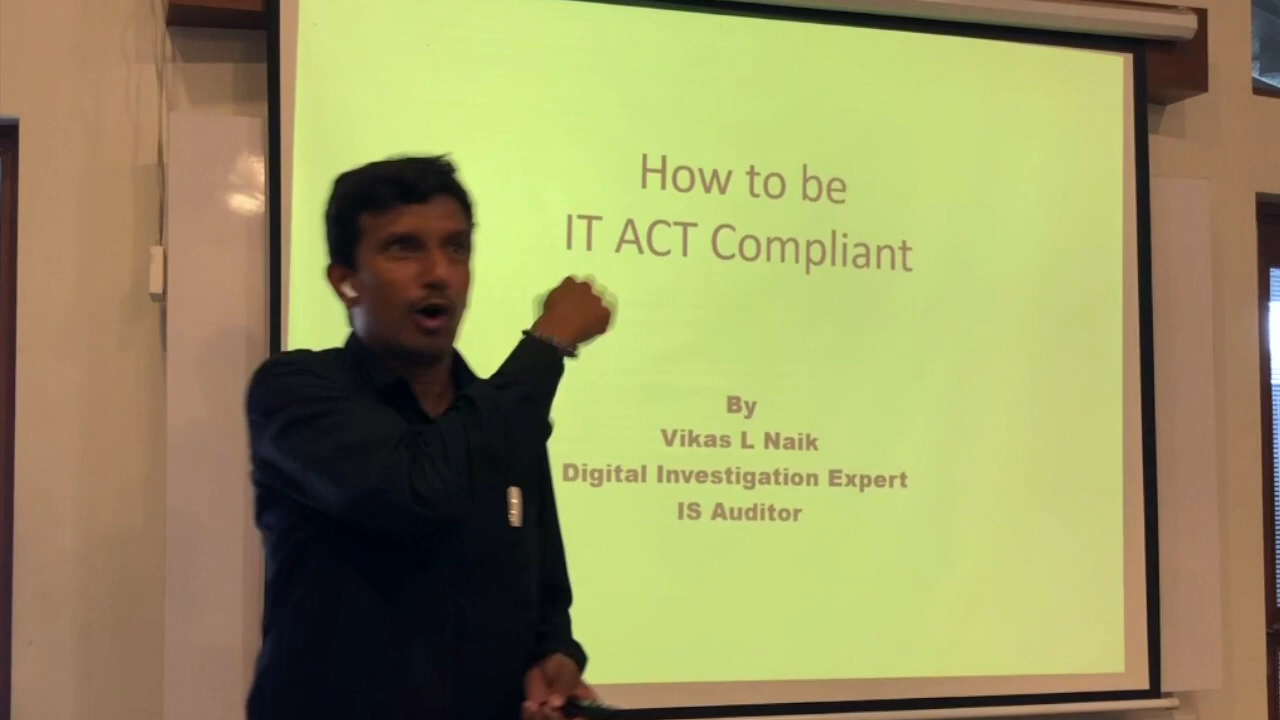 How to be
IT ACT Compliant
By
Vikas L Naik
Digital Investigation Expert
IS Auditor